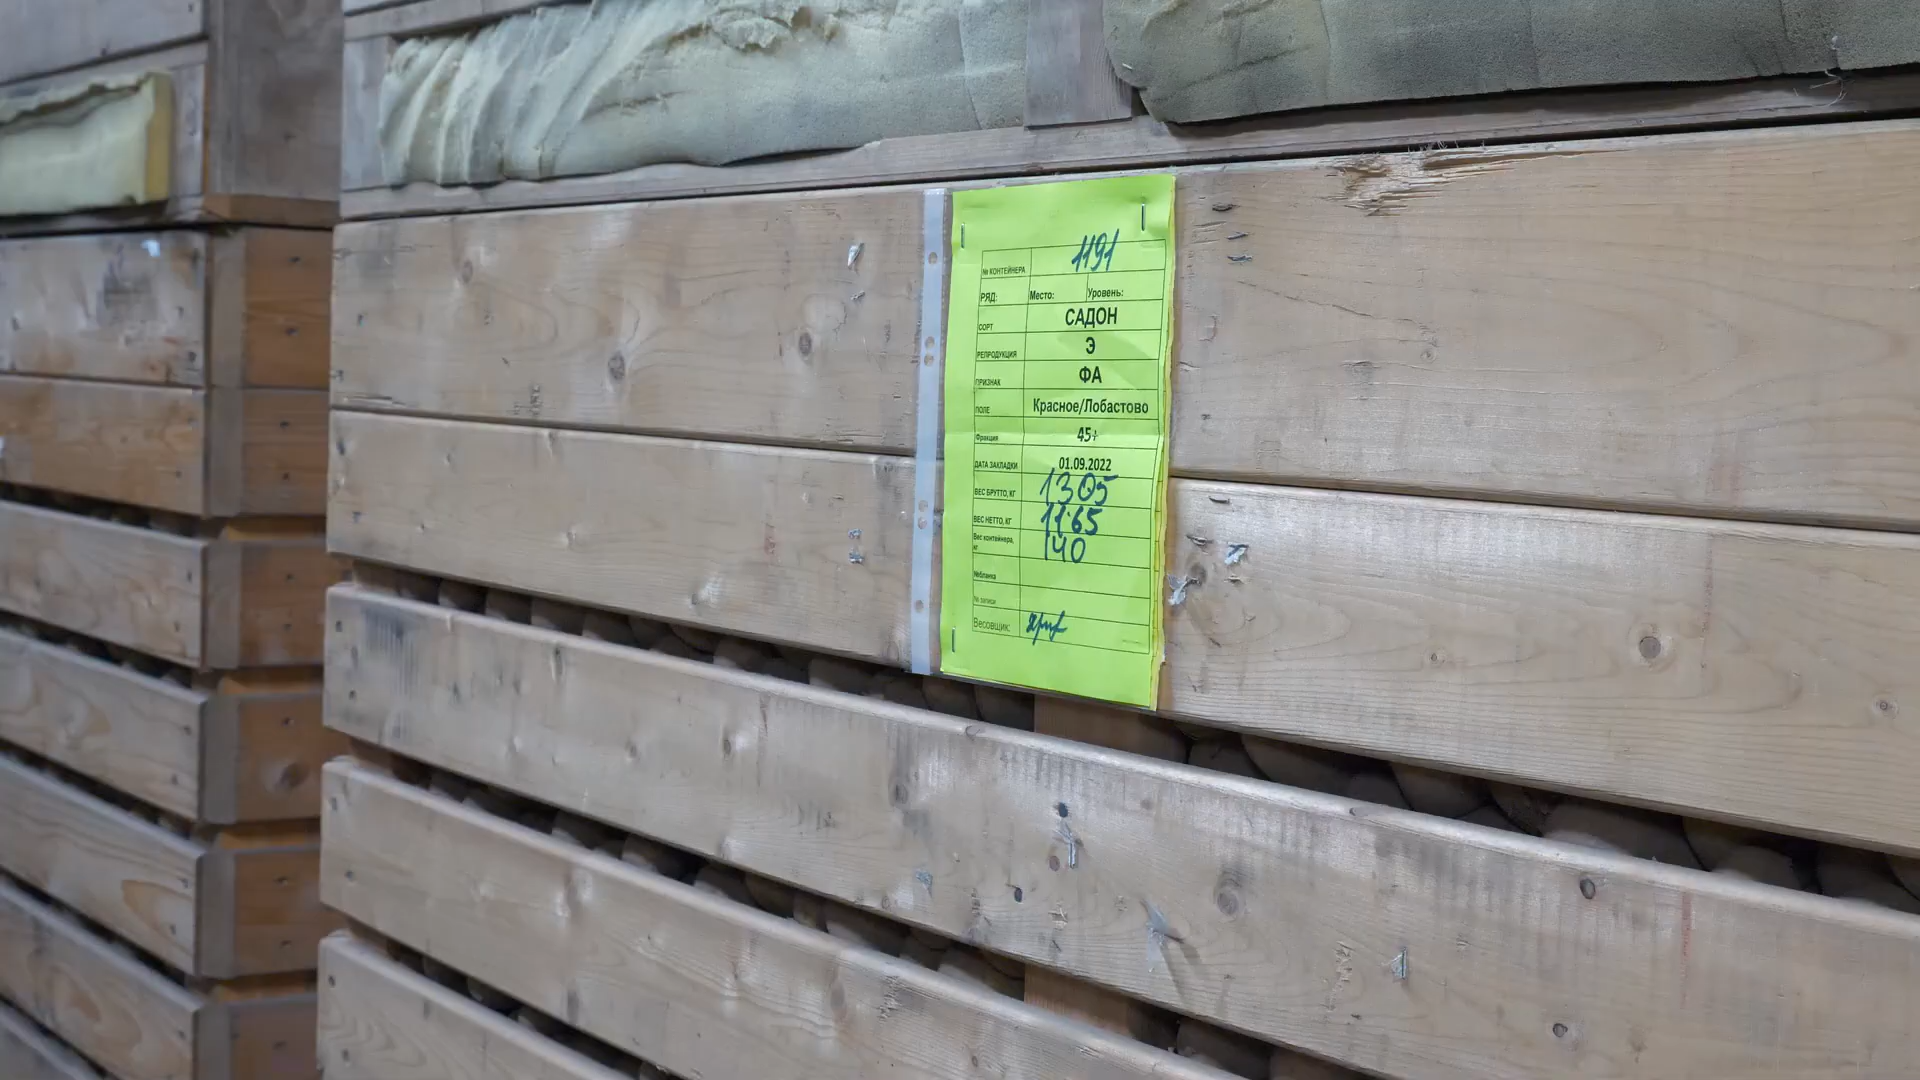 № КОНТЕЙНЕРА 1191
РЯД: Место: Уровень:
СОРТ САДОН
РЕПРОДУКЦИЯ Э
ПРИЗНАК ФА
ПОЛЕ Красное/Лобастово
Фракция 45+
ДАТА ЗАКЛАДКИ 01.09.2022
ВЕС БРУТТО, КГ 1305
ВЕС НЕТТО, КГ 1165
Вес контейнера, кг 140
№бланка
№ записи
Весовщик: